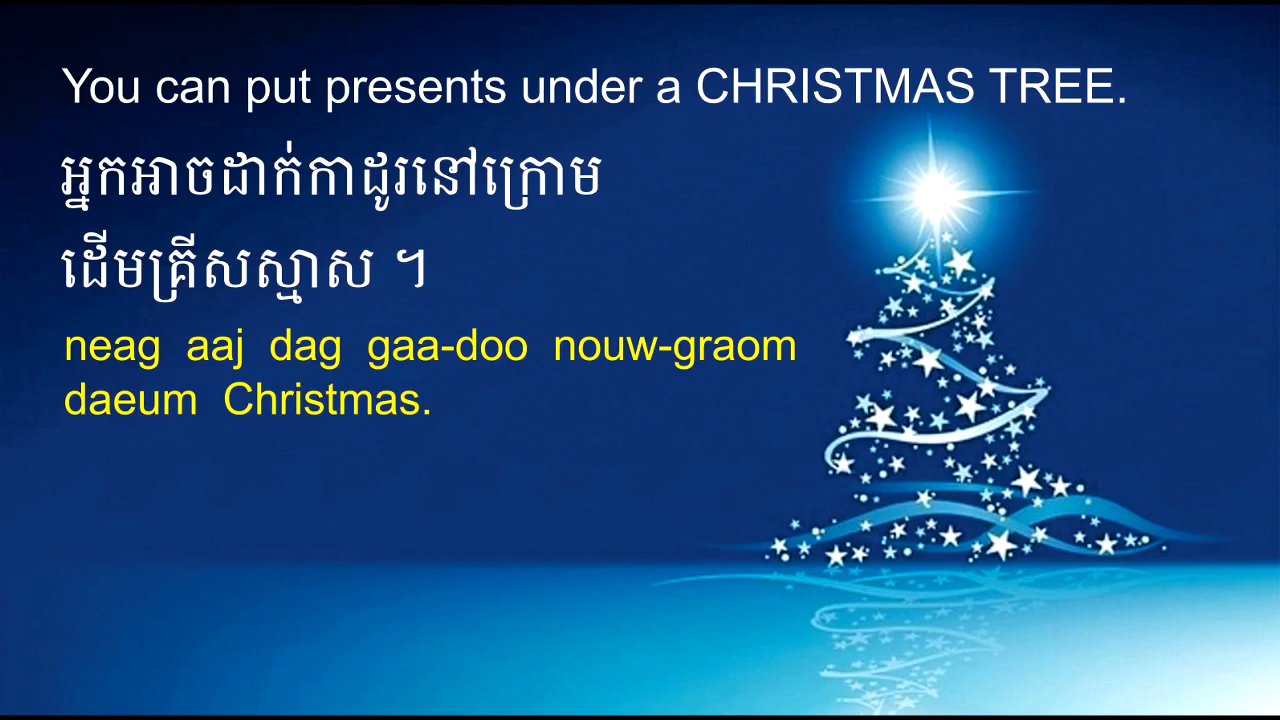 You can put presents under a CHRISTMAS TREE.
អ្នកអាចដាក់កាដូរនៅក្រោម
ដើមគ្រីសស្មាស ។
neag aaj dag gaa-doo nouw-graom
daeum Christmas.